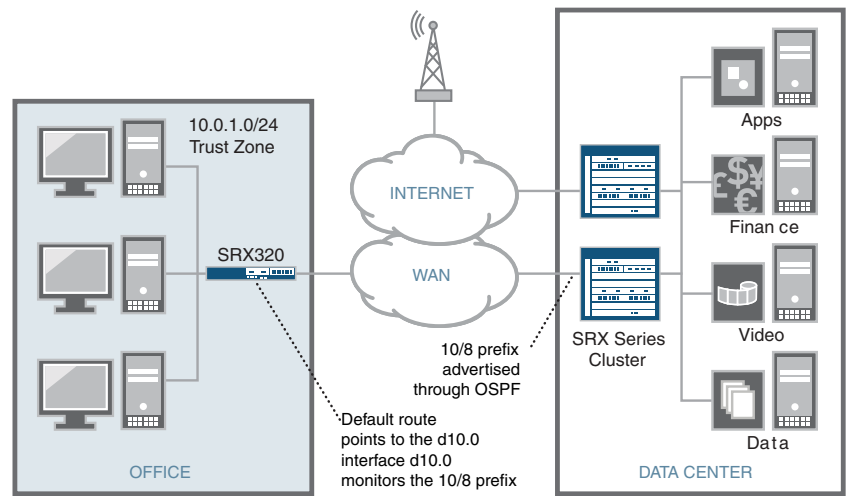 10.0.1.0/24
Trust Zone
SRX320
OFFICE
INTERNET
WAN
Default route
points to the d10.0
interface d10.0
monitors the 10/8 prefix
10/8 prefix
advertised
through OSPF
SRX Series
Cluster
Apps
$¥
£€
Finan ce
Video
Data
DATA CENTER